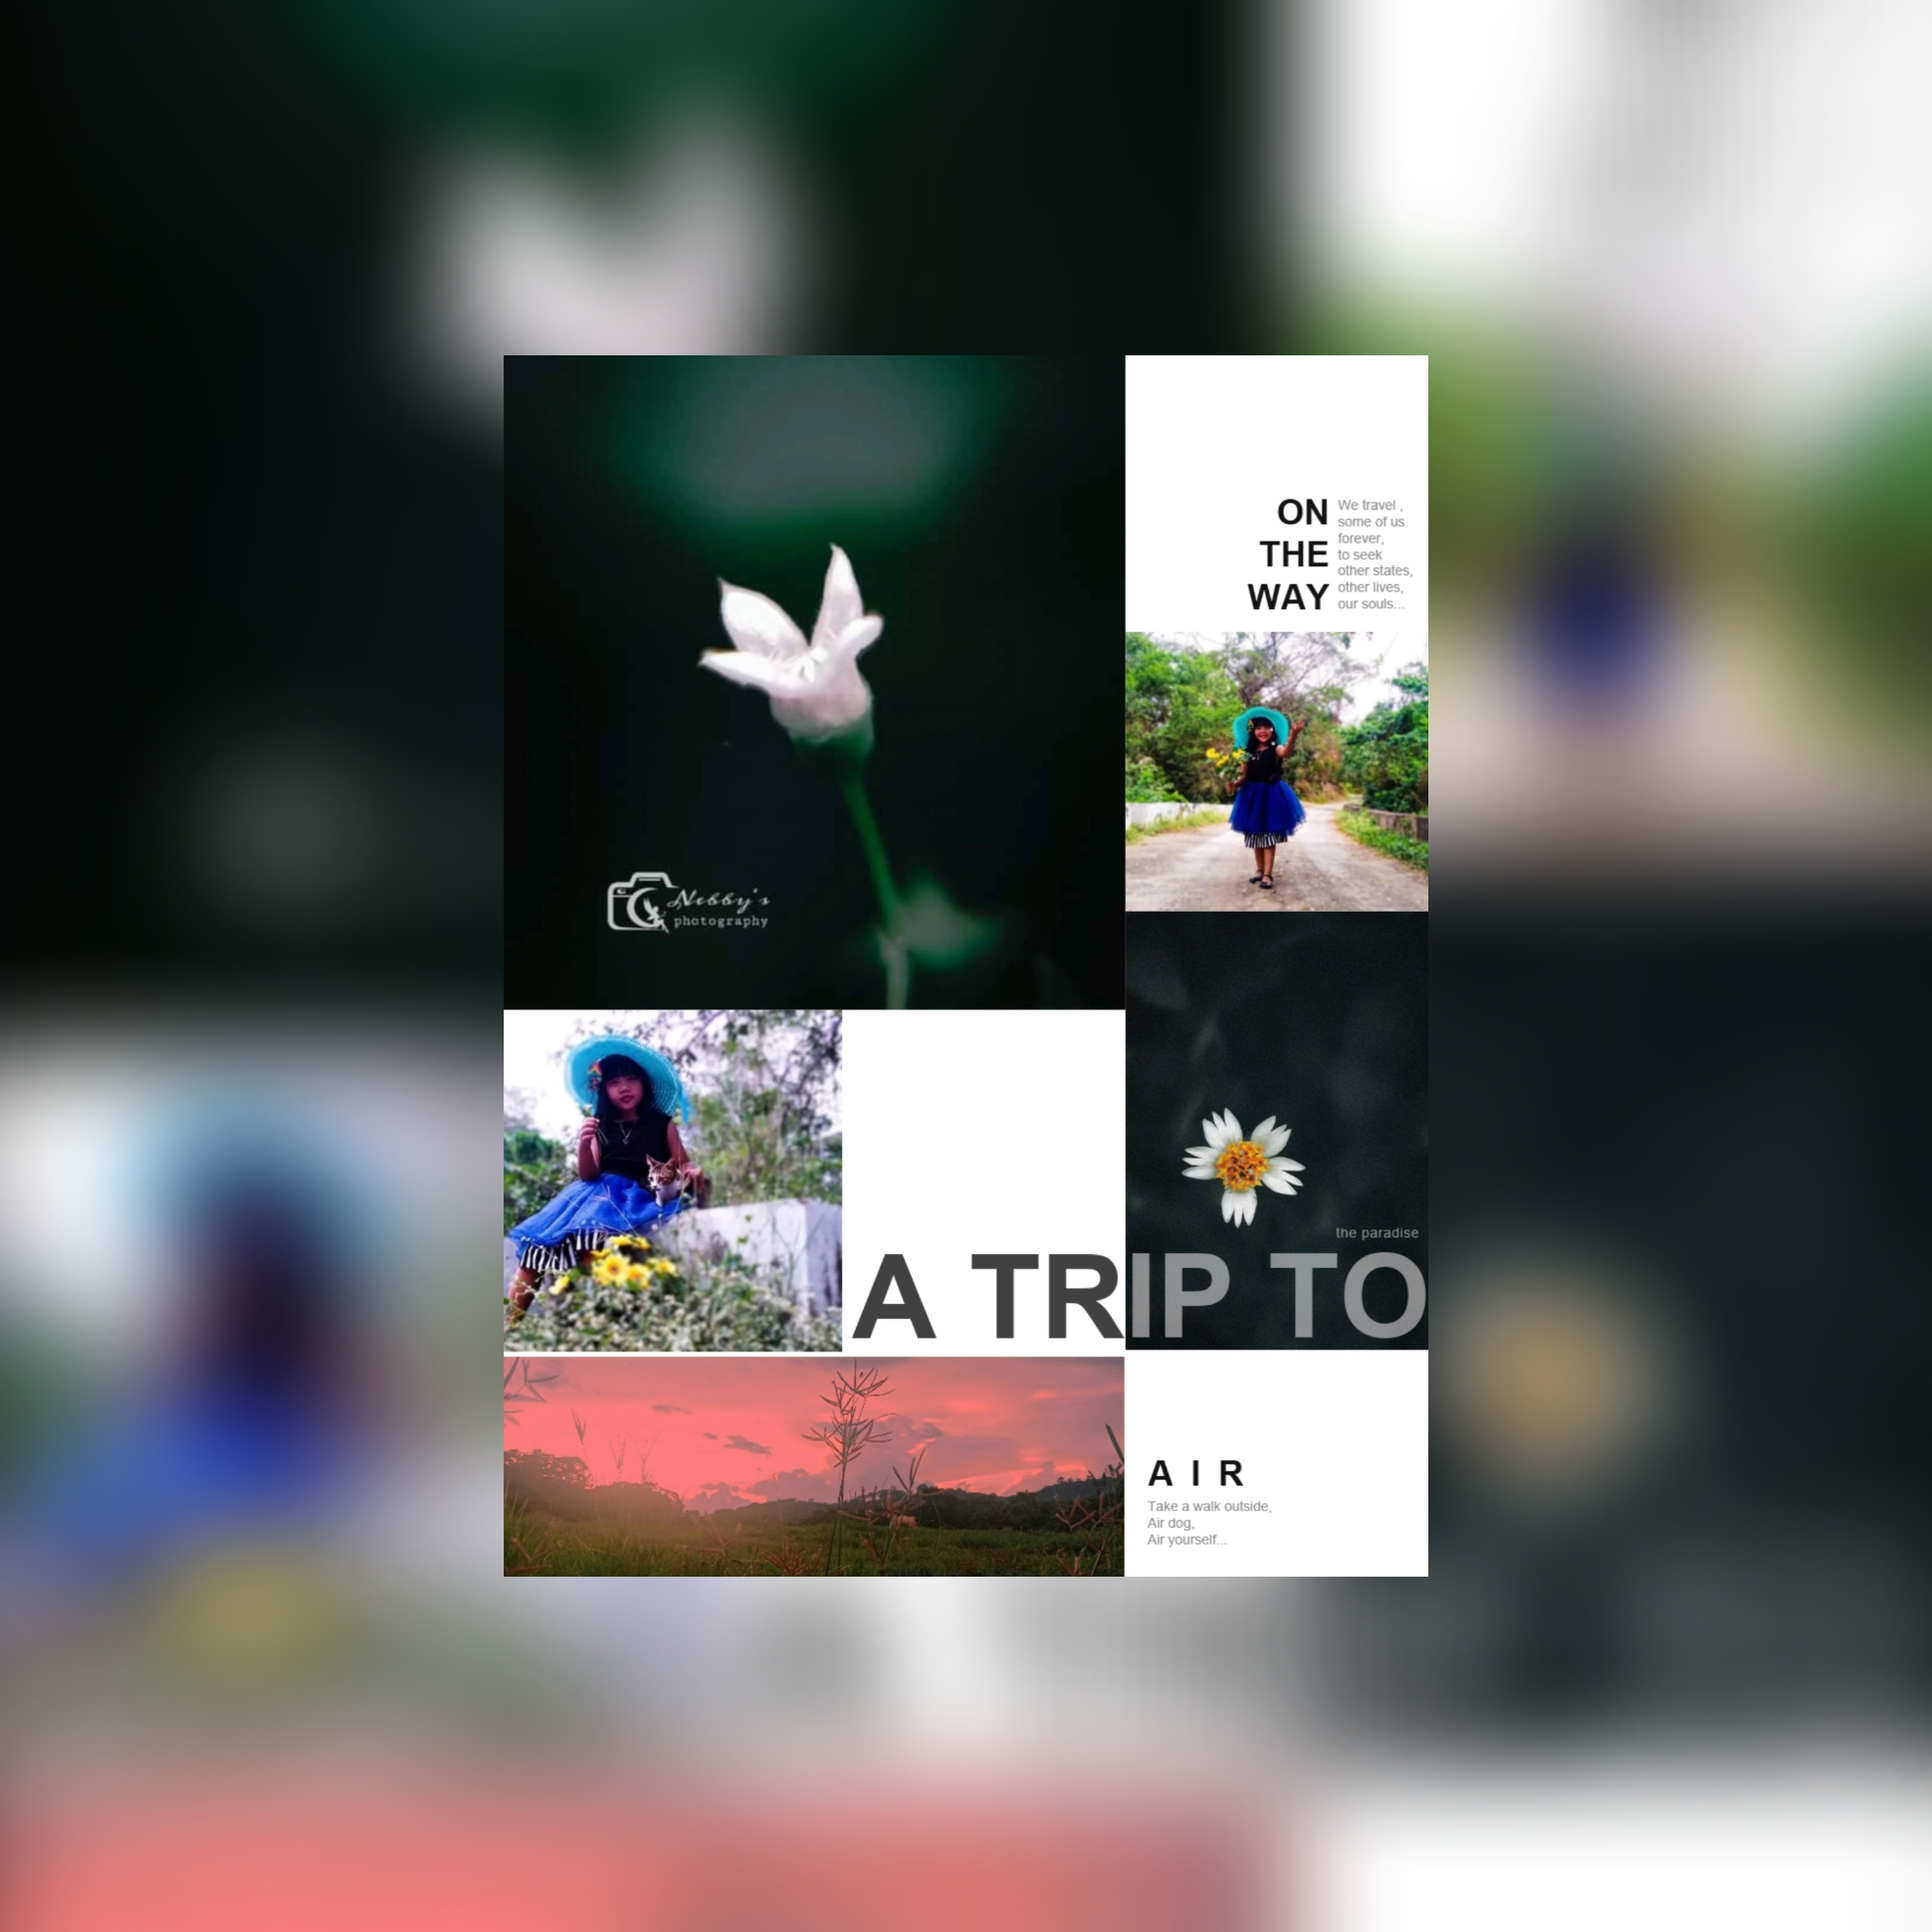 ON
THE
WAY
We travel ,
some of us
forever,
to seek
other states,
other lives,
our souls...
Nebby's
photography
the paradise
A TRIP TO
A I R
Take a walk outside,
Air dog,
Air yourself...